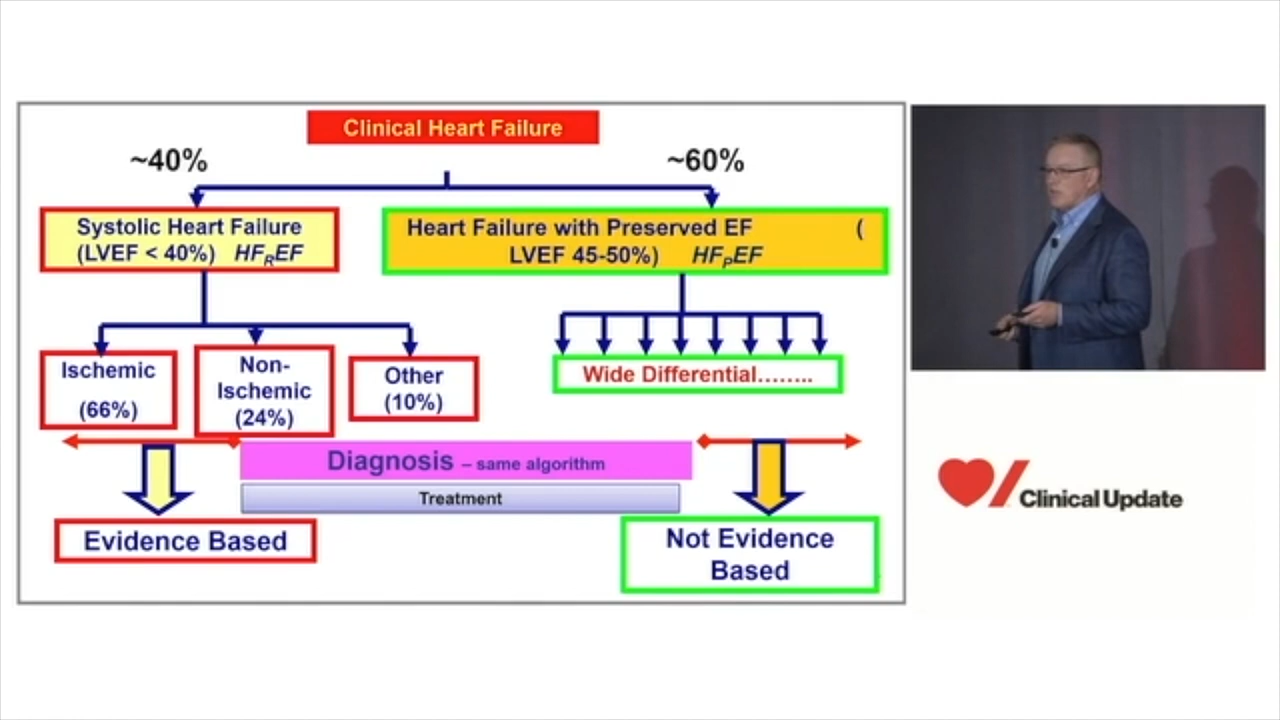 Clinical Heart Failure
~40%
~60%
Systolic Heart Failure
(LVEF < 40%) HFREF
Heart Failure with Preserved EF (
LVEF 45-50%) HFPEF
Ischemic
(66%)
Non-
Ischemic
(24%)
Other
(10%)
Wide Differential……..
Diagnosis – same algorithm
Treatment
Evidence Based
Not Evidence
Based
Clinical Update